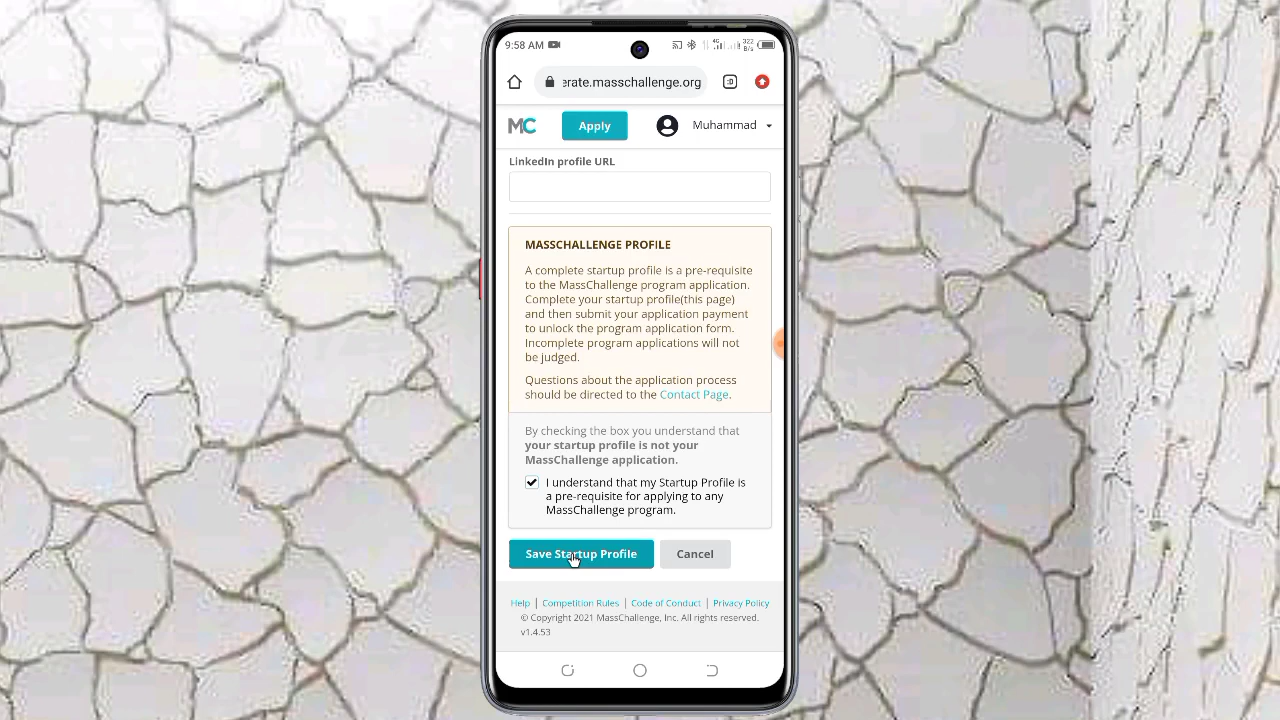 9:58 AM
4G
322
B/s
erate.masschallenge.org
:D
MC
Apply
Muhammad
LinkedIn profile URL
MASSCHALLENGE PROFILE
A complete startup profile is a pre-requisite
to the MassChallenge program application.
Complete your startup profile(this page)
and then submit your application payment
to unlock the program application form.
Incomplete program applications will not
be judged.
Questions about the application process
should be directed to the Contact Page.
By checking the box you understand that
your startup profile is not your
MassChallenge application.
I understand that my Startup Profile is
a pre-requisite for applying to any
MassChallenge program.
Save Startup Profile
Cancel
Help | Competition Rules | Code of Conduct | Privacy Policy
© Copyright 2021 MassChallenge, Inc. All rights reserved.
v1.4.53